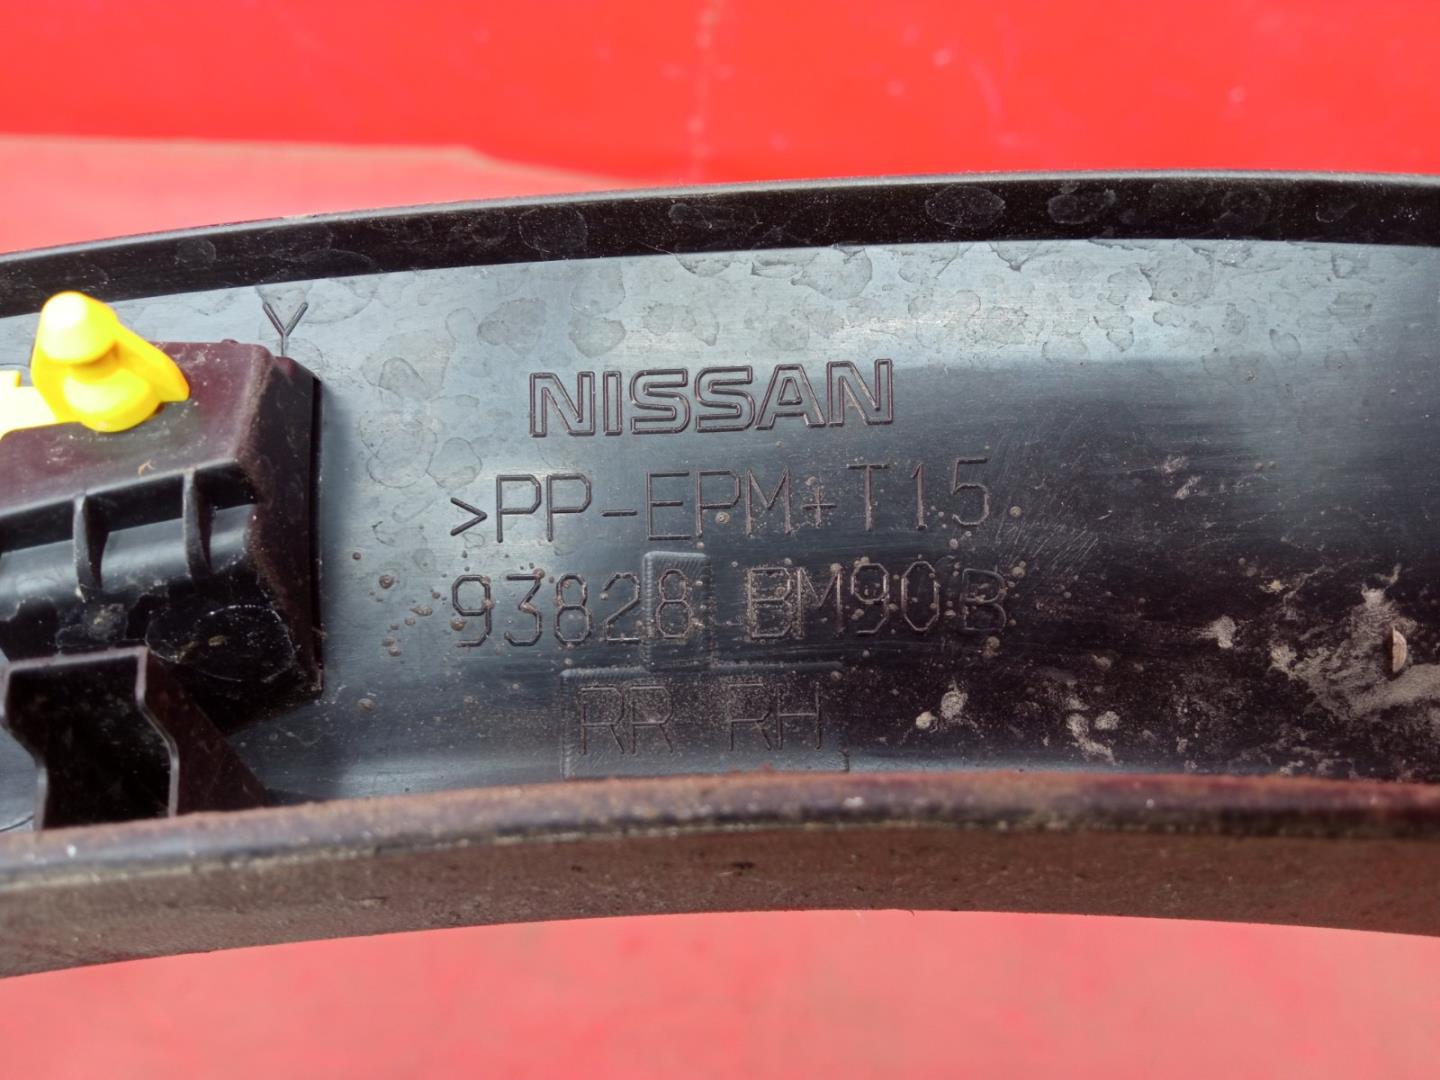 Y
NISSAN
>PP-EPM+T15
93828 BM90B
RR RH